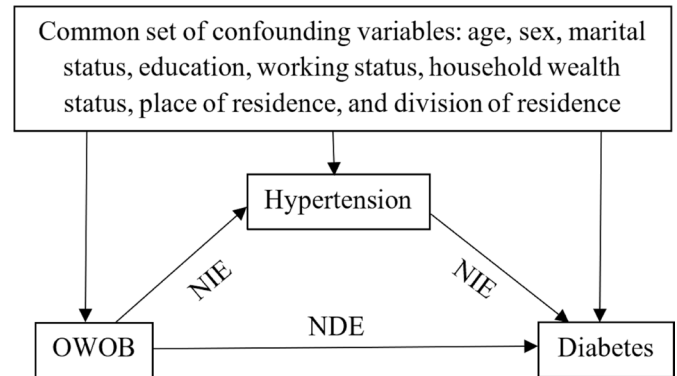 Common set of confounding variables: age, sex, marital
status, education, working status, household wealth
status, place of residence, and division of residence
Hypertension
NIE
NIE
NDE
OWOB
Diabetes